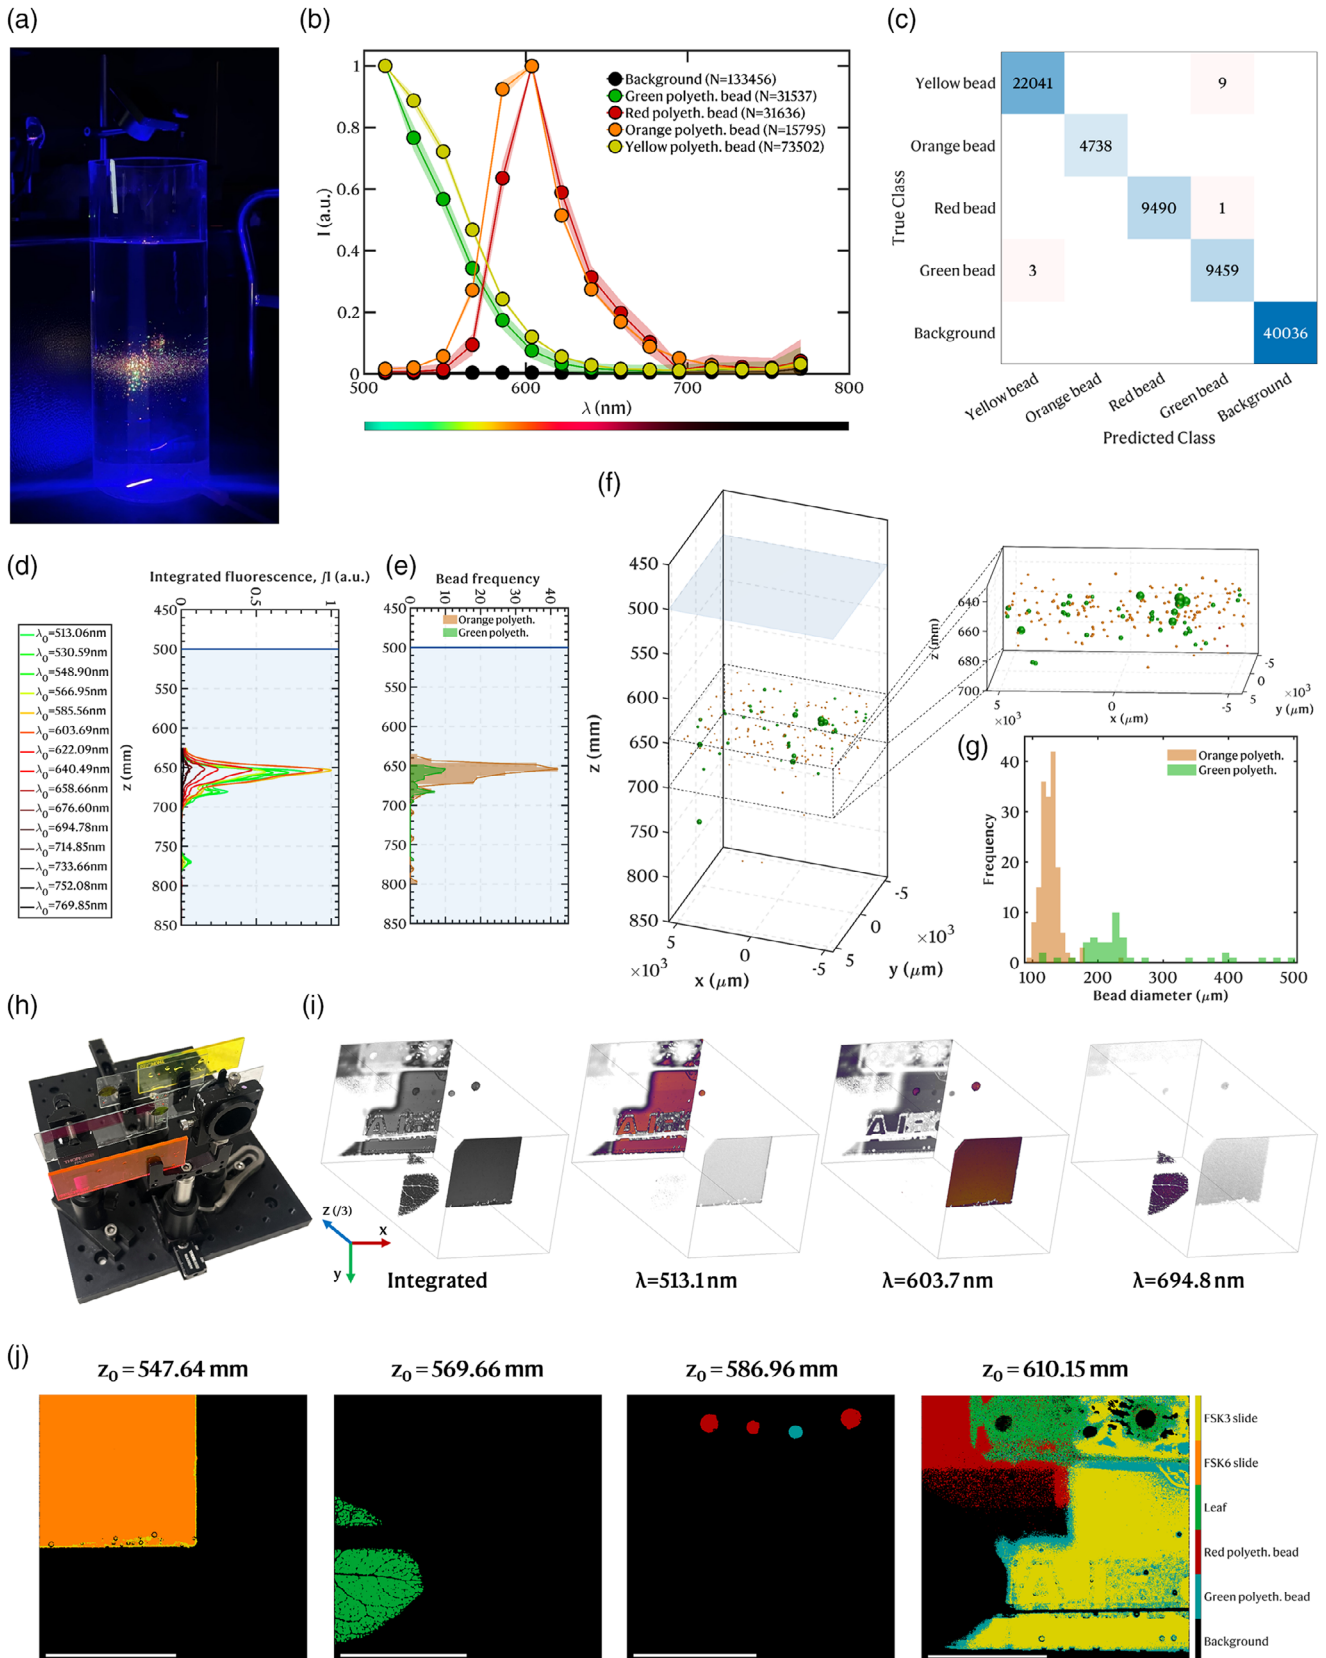 (a)
(b)
I (a.u.)
1
0.8
0.6
0.4
0.2
0
500
600
700
800
λ (nm)
Background (N=133456)
Green polyeth. bead (N=31537)
Red polyeth. bead (N=31636)
Orange polyeth. bead (N=15795)
Yellow polyeth. bead (N=73502)
(c)
True Class
Yellow bead
22041
9
Orange bead
4738
Red bead
9490
1
Green bead
3
9459
Background
40036
Yellow bead
Orange bead
Red bead
Green bead
Background
Predicted Class
(d)
λ0=513.06nm
λ0=530.59nm
λ0=548.90nm
λ0=566.95nm
λ0=585.56nm
λ0=603.69nm
λ0=622.09nm
λ0=640.49nm
λ0=658.66nm
λ0=676.60nm
λ0=694.78nm
λ0=714.85nm
λ0=733.66nm
λ0=752.08nm
λ0=769.85nm
Integrated fluorescence, ∫I (a.u.)
0
0.5
1
z (mm)
450
500
550
600
650
700
750
800
850
(e)
Bead frequency
0
10
20
30
40
Orange polyeth.
Green polyeth.
450
500
550
600
650
700
750
800
850
(f)
z (mm)
450
500
550
600
650
700
750
800
850
5
0
-5
×10³
x (μm)
-5
0
5
×10³
y (μm)
z (mm)
640
660
680
700
5
0
-5
×10³
x (μm)
-5
0
5
×10³
y (μm)
(g)
Frequency
40
30
20
10
0
100
200
300
400
500
Bead diameter (μm)
Orange polyeth.
Green polyeth.
(h)
(i)
z (/3)
x
y
Integrated
λ=513.1 nm
λ=603.7 nm
λ=694.8 nm
(j)
z0 = 547.64 mm
z0 = 569.66 mm
z0 = 586.96 mm
z0 = 610.15 mm
FSK3 slide
FSK6 slide
Leaf
Red polyeth. bead
Green polyeth. bead
Background